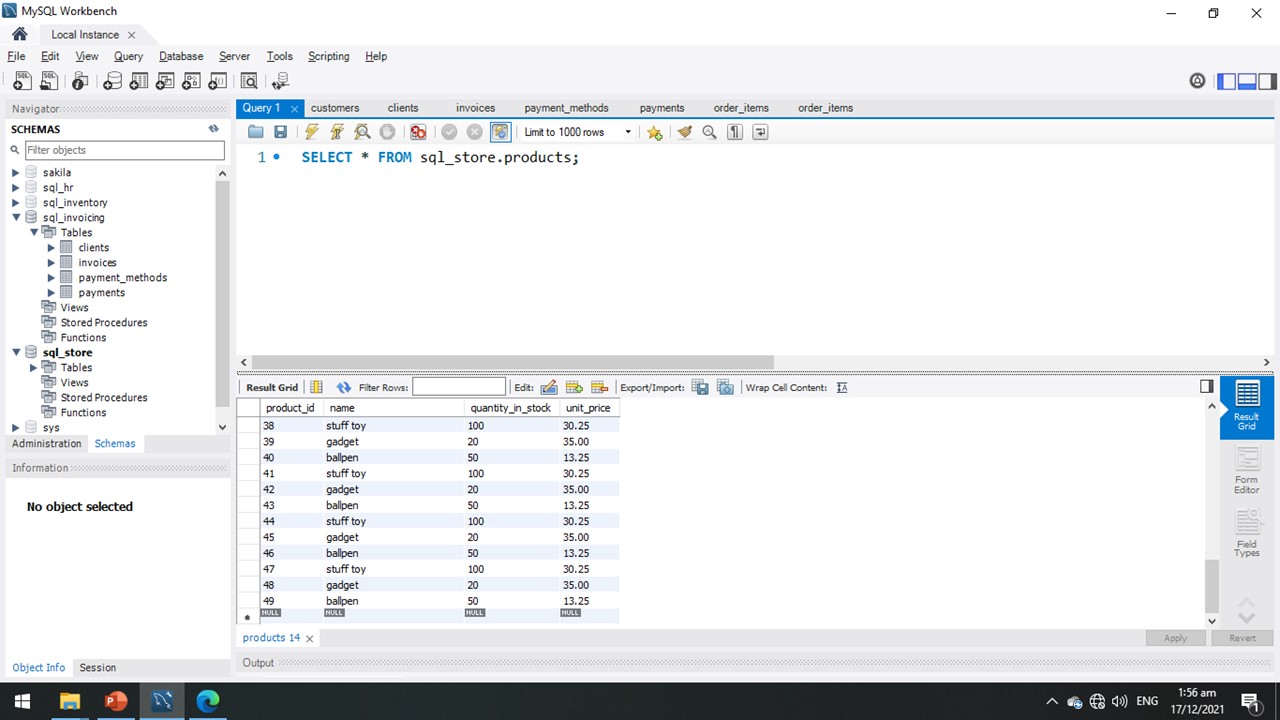 MySQL Workbench
Local Instance
File Edit View Query Database Server Tools Scripting Help
Navigator
SCHEMAS
Filter objects
sakila
sql_hr
sql_inventory
sql_invoicing
Tables
clients
invoices
payment_methods
payments
Views
Stored Procedures
Functions
sql_store
Tables
Views
Stored Procedures
Functions
sys
Administration Schemas
Information
No object selected
Object Info Session
Query 1 customers clients invoices payment_methods payments order_items order_items
Limit to 1000 rows
1 SELECT * FROM sql_store.products;
Result Grid Filter Rows: Edit: Export/Import: Wrap Cell Content:
product_id name quantity_in_stock unit_price
38 stuff toy 100 30.25
39 gadget 20 35.00
40 ballpen 50 13.25
41 stuff toy 100 30.25
42 gadget 20 35.00
43 ballpen 50 13.25
44 stuff toy 100 30.25
45 gadget 20 35.00
46 ballpen 50 13.25
47 stuff toy 100 30.25
48 gadget 20 35.00
49 ballpen 50 13.25
NULL NULL NULL NULL
Result Grid
Form Editor
Field Types
products 14 Apply Revert
Output
ENG 1:56 am
17/12/2021 1